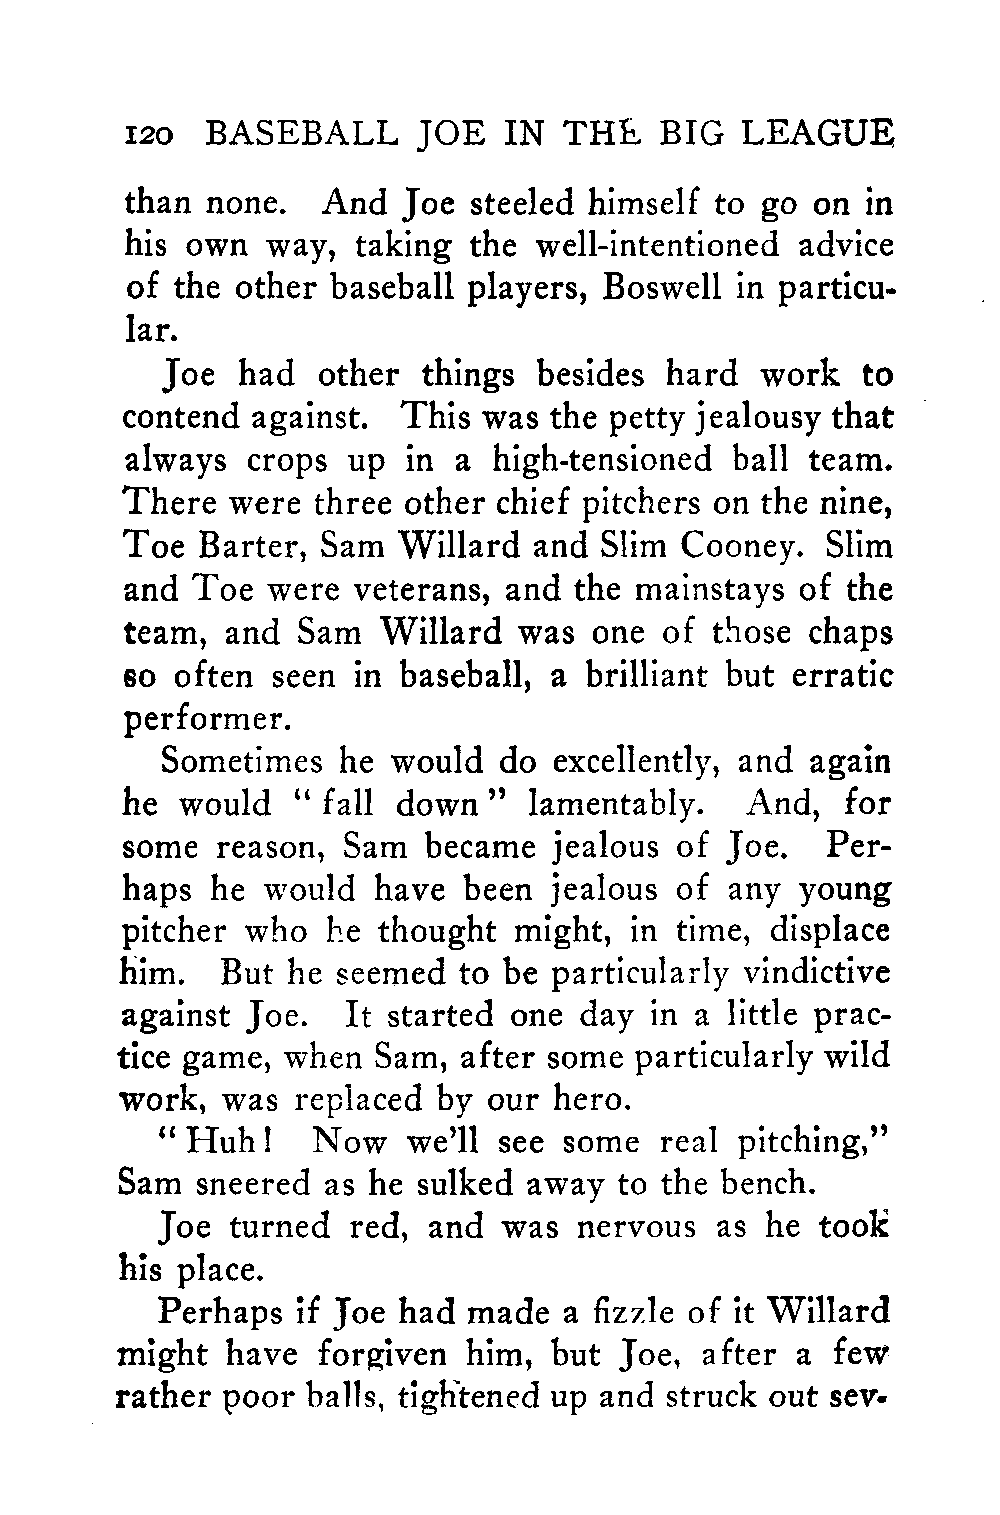 120 BASEBALL JOE IN THE BIG LEAGUE
than none. And Joe steeled himself to go on in
his own way, taking the well-intentioned advice
of the other baseball players, Boswell in particu-
lar.
Joe had other things besides hard work to
contend against. This was the petty jealousy that
always crops up in a high-tensioned ball team.
There were three other chief pitchers on the nine,
Toe Barter, Sam Willard and Slim Cooney. Slim
and Toe were veterans, and the mainstays of the
team, and Sam Willard was one of those chaps
so often seen in baseball, a brilliant but erratic
performer.
Sometimes he would do excellently, and again
he would “ fall down ” lamentably. And, for
some reason, Sam became jealous of Joe. Per-
haps he would have been jealous of any young
pitcher who he thought might, in time, displace
him. But he seemed to be particularly vindictive
against Joe. It started one day in a little prac-
tice game, when Sam, after some particularly wild
work, was replaced by our hero.
“ Huh! Now we’ll see some real pitching,”
Sam sneered as he sulked away to the bench.
Joe turned red, and was nervous as he took
his place.
Perhaps if Joe had made a fizzle of it Willard
might have forgiven him, but Joe, after a few
rather poor balls, tightened up and struck out sev-